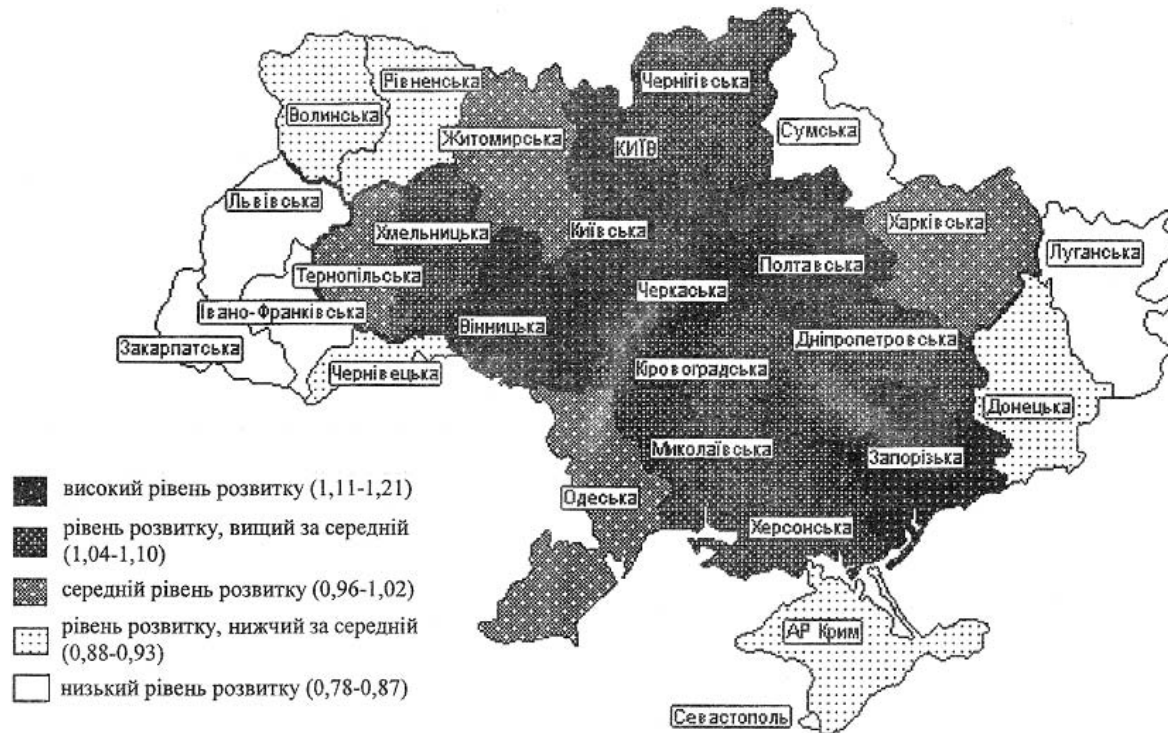 Чернігівська
Рівненська
Волинська
Житомирська
КИЇВ
Сумська
Львівська
Хмельницька
Київська
Харківська
Луганська
Тернопільська
Полтавська
Черкаська
Івано-Франківська
Вінницька
Дніпропетровська
Закарпатська
Чернівецька
Кіровоградська
Донецька
Миколаївська
Запорізька
Одеська
Херсонська
АР Крим
Севастополь
високий рівень розвитку (1,11-1,21)
рівень розвитку, вищий за середній
(1,04-1,10)
середній рівень розвитку (0,96-1,02)
рівень розвитку, нижчий за середній
(0,88-0,93)
низький рівень розвитку (0,78-0,87)